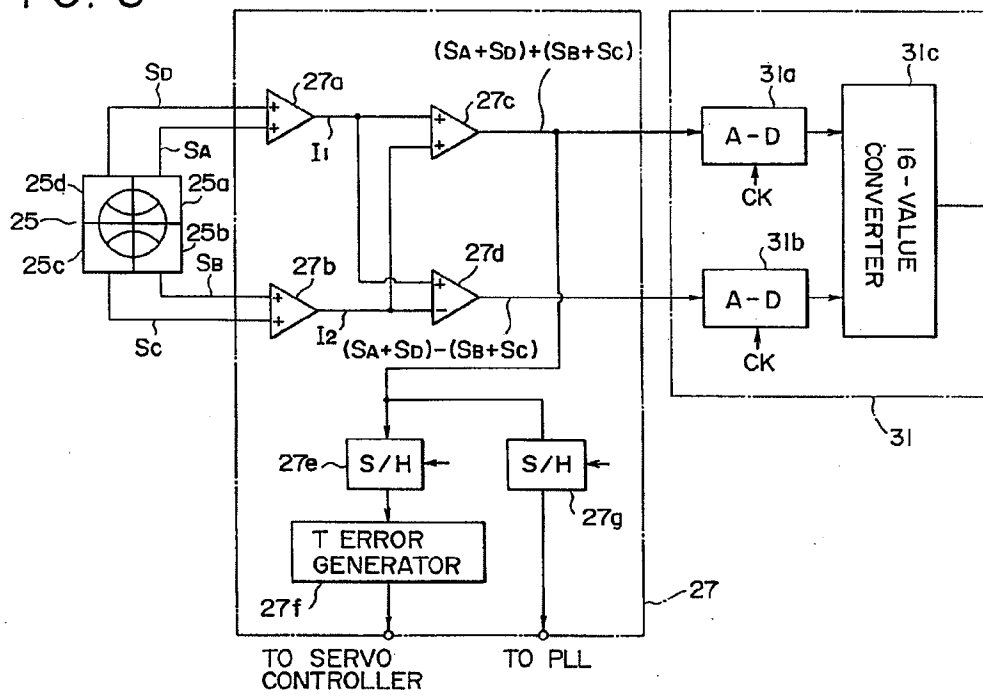 (SA+SD)+(SB+SC)
31c
31a
SD
27a
27c
A-D
16-VALUE
CONVERTER
I1
SA
25d
25a
CK
25
25b
31b
25c
27d
SB
27b
A-D
I2
SC
(SA+SD)-(SB+SC)
CK
31
27e
S/H
S/H
27g
T ERROR
GENERATOR
27
27f
TO SERVO
CONTROLLER
TO PLL